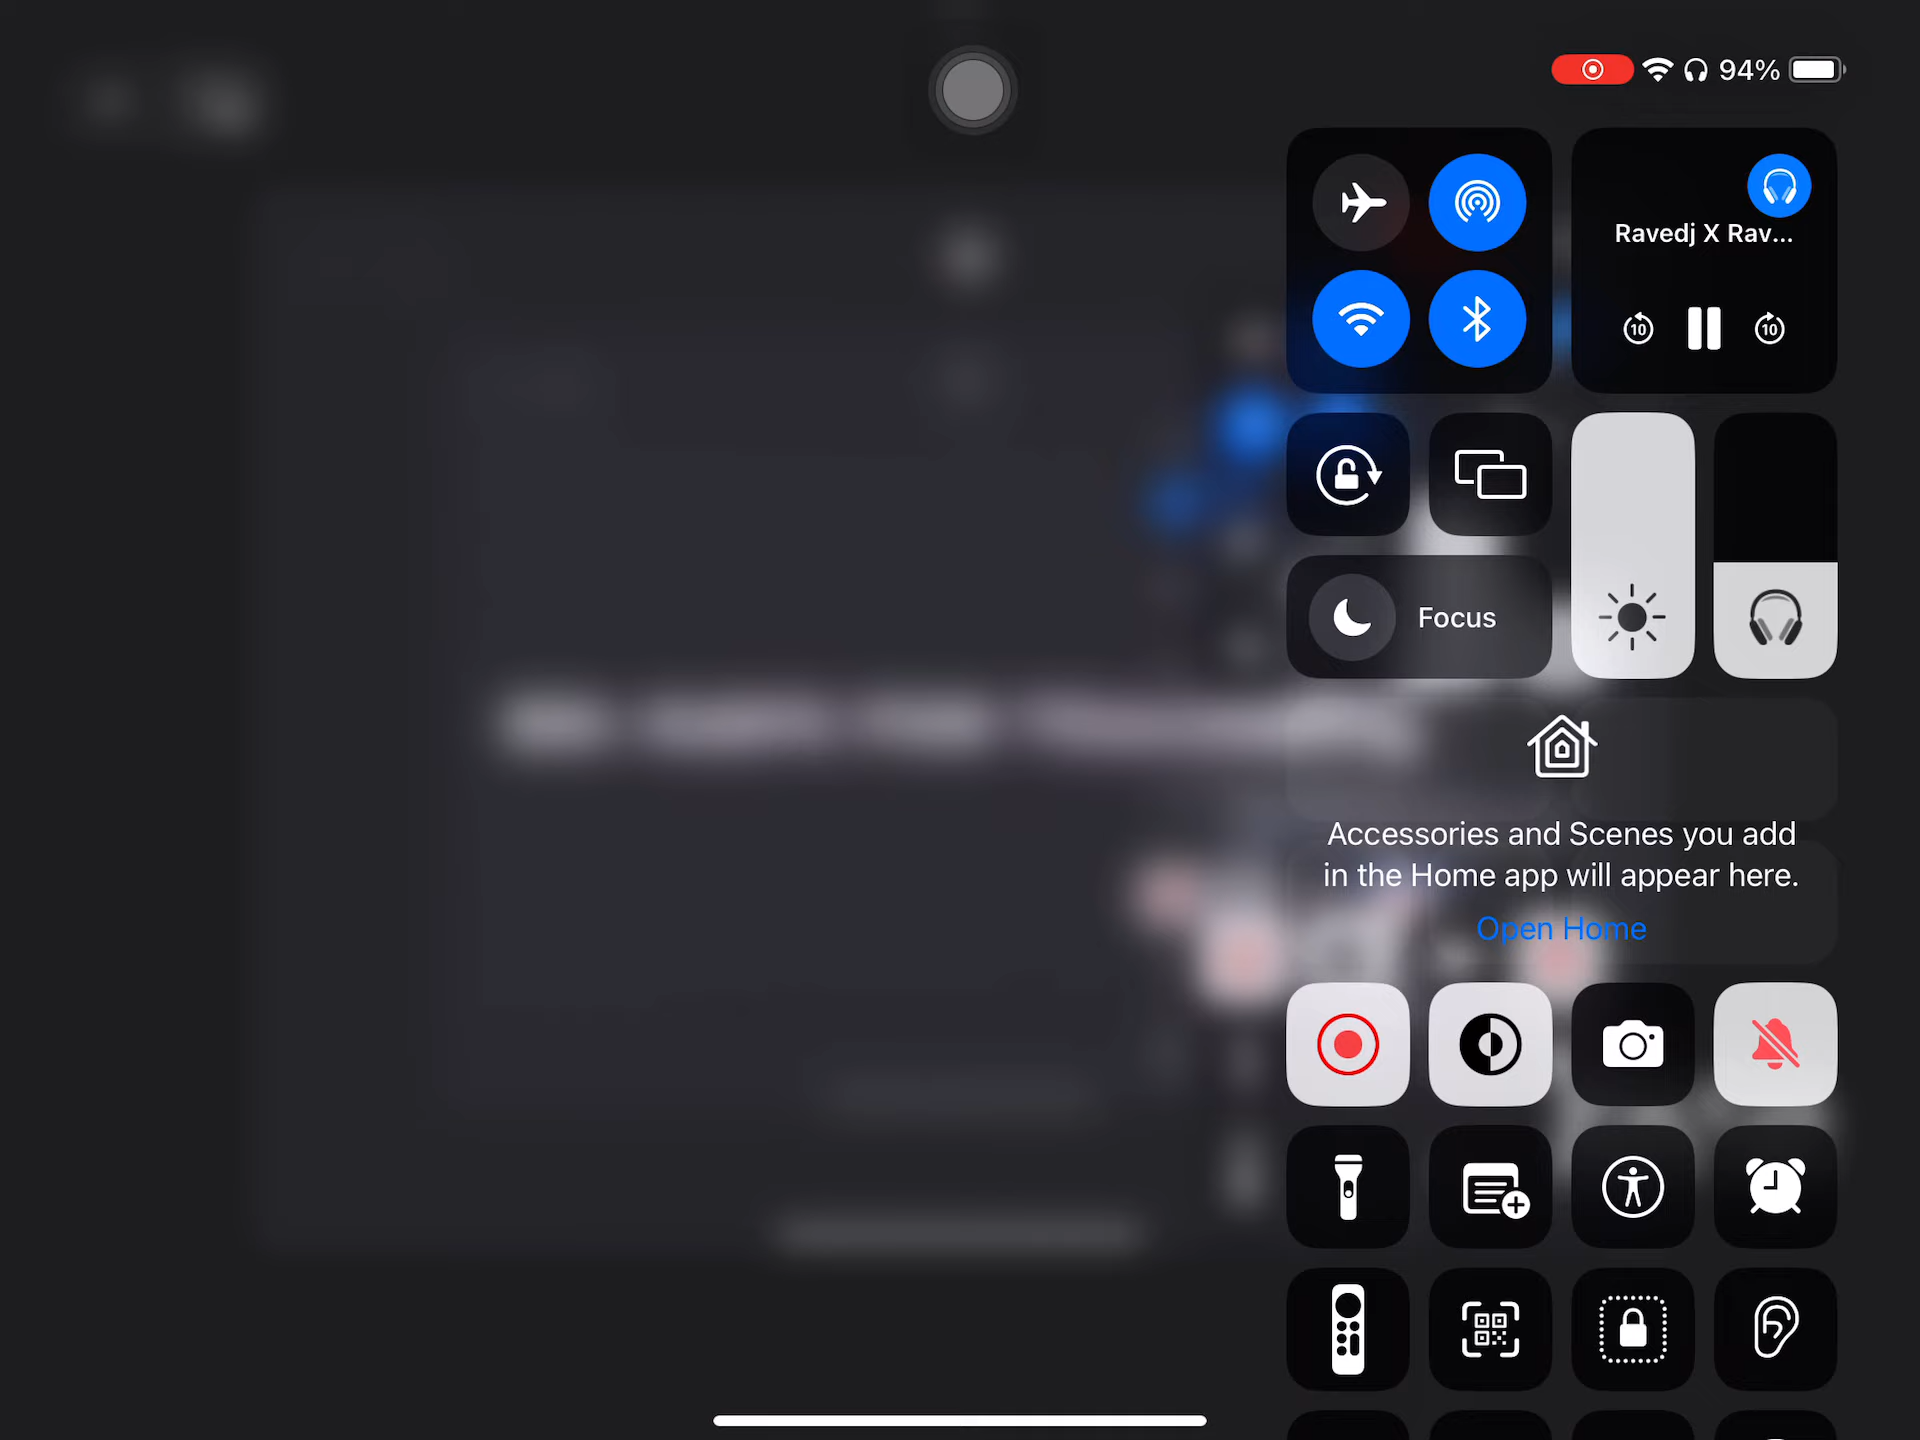 94%
Ravedj X Rav...
10
10
Focus
Accessories and Scenes you add
in the Home app will appear here.
Open Home